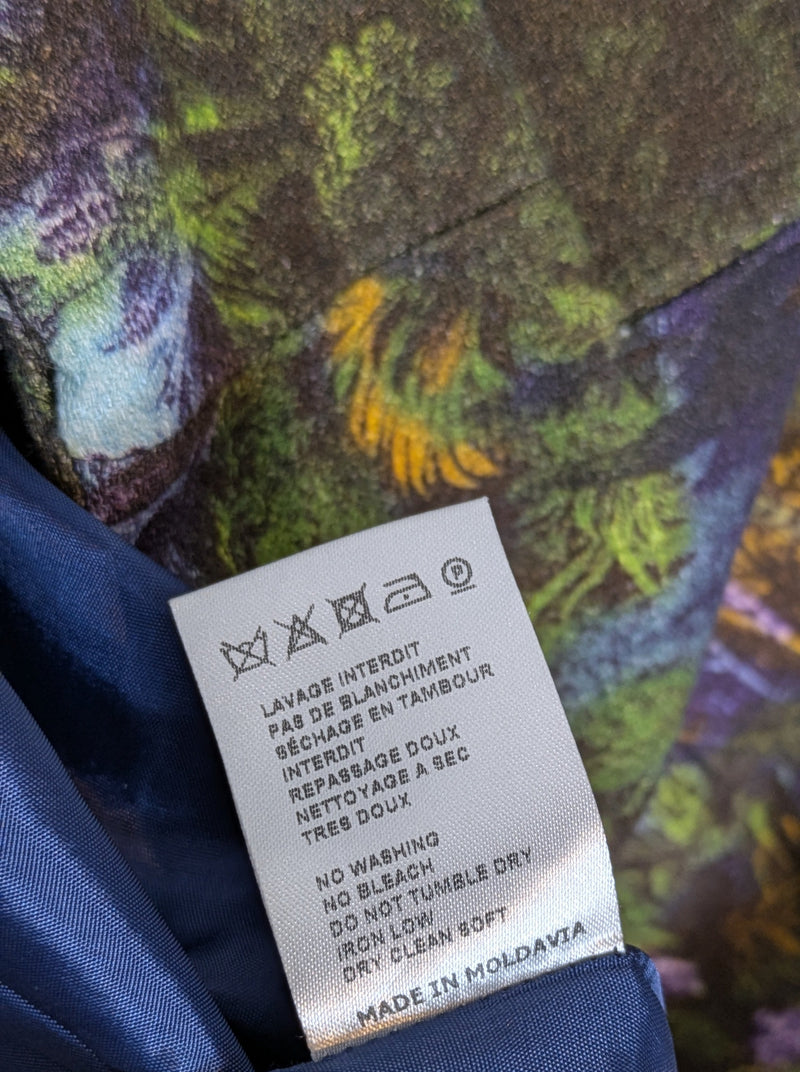 P
LAVAGE INTERDIT
PAS DE BLANCHIMENT
SÉCHAGE EN TAMBOUR
INTERDIT
REPASSAGE DOUX
NETTOYAGE A SEC
TRES DOUX
NO WASHING
NO BLEACH
DO NOT TUMBLE DRY
IRON LOW
DRY CLEAN SOFT
MADE IN MOLDAVIA